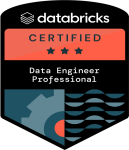 databricks
CERTIFIED
Data Engineer
Professional